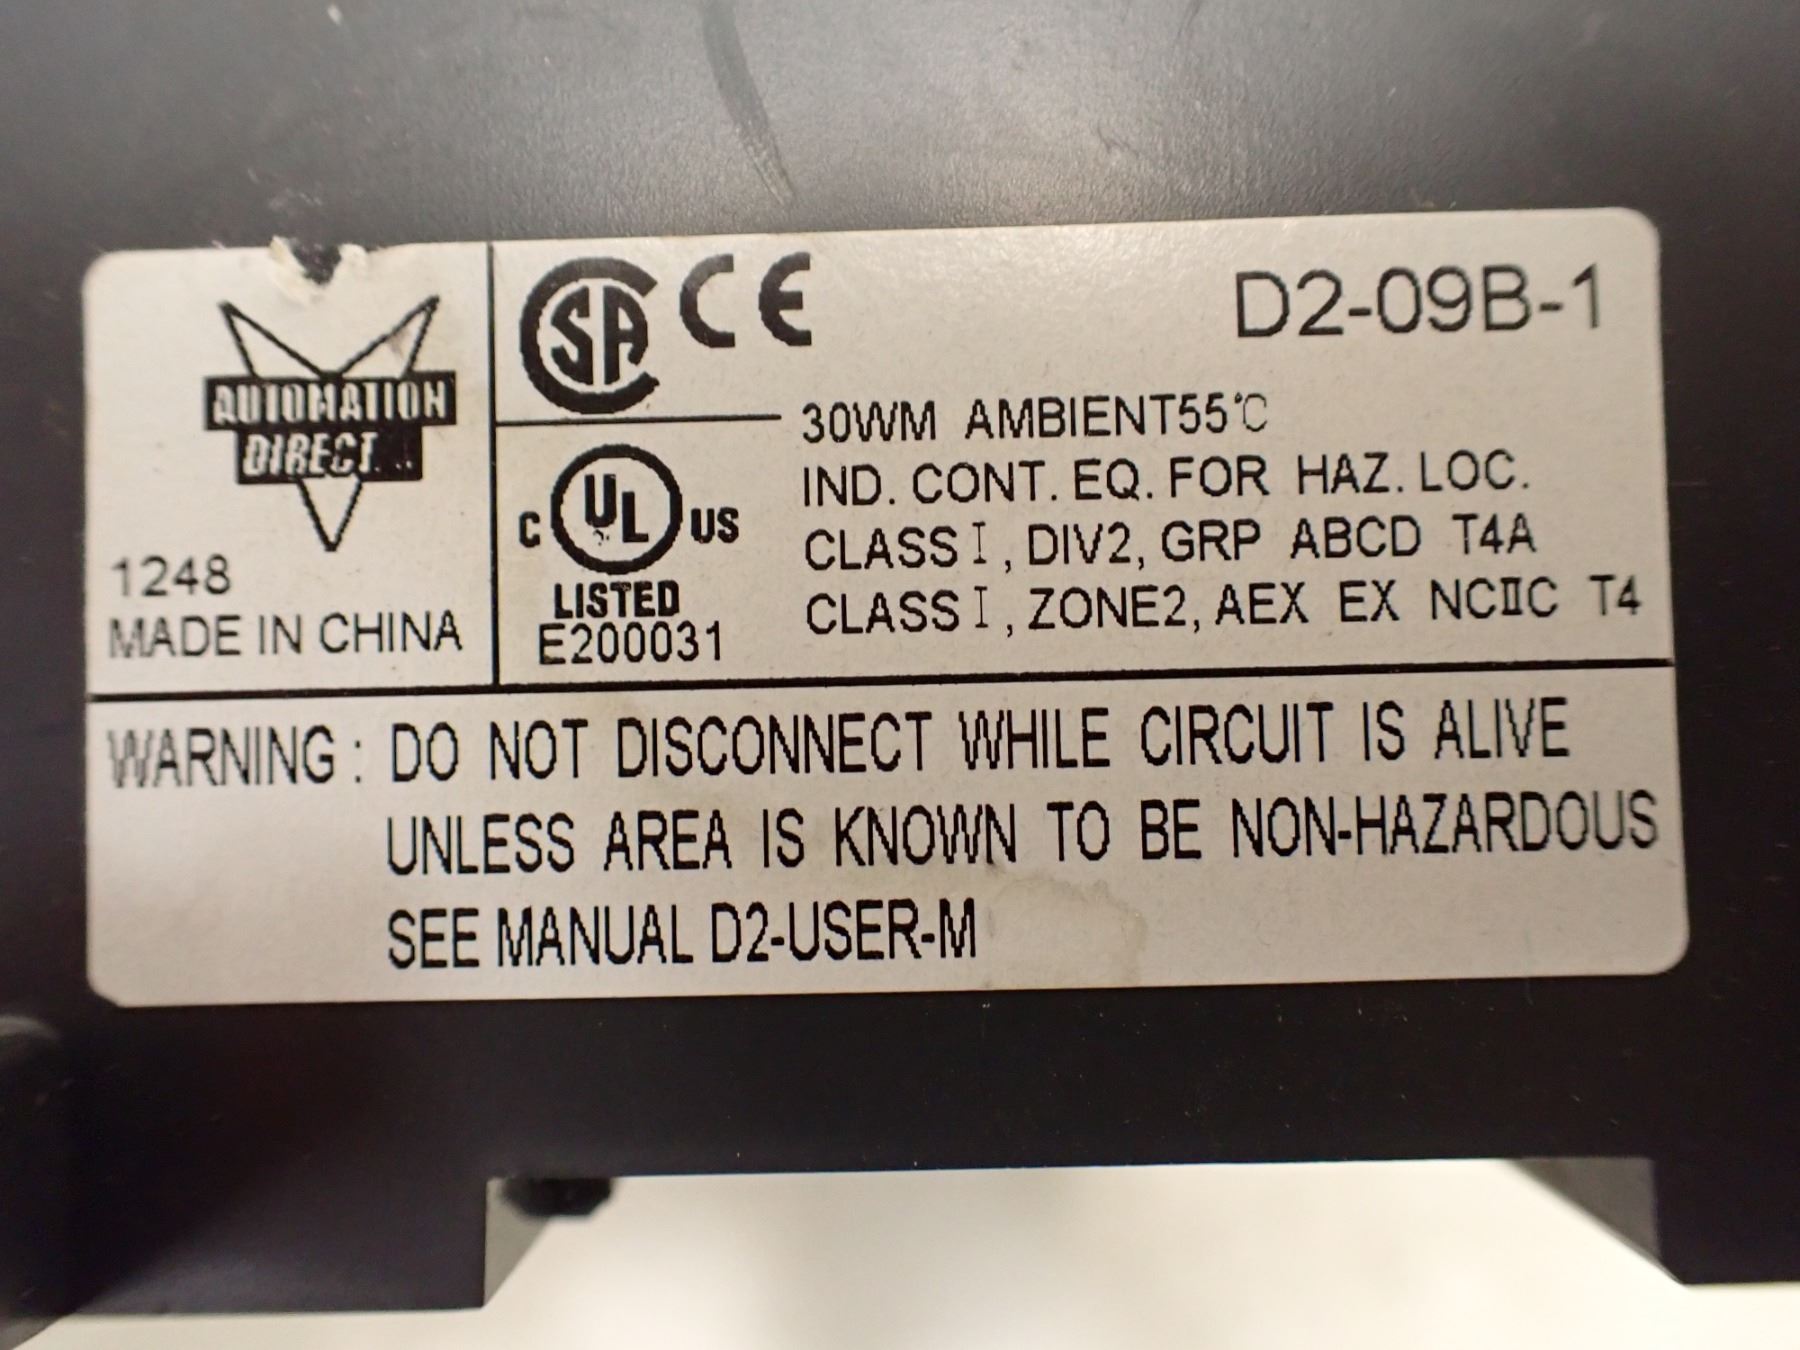 AUTOMATION
DIRECT
1248
MADE IN CHINA
CSA CE
C UL US
LISTED
E200031
D2-09B-1
30WM AMBIENT55℃
IND. CONT. EQ. FOR HAZ. LOC.
CLASS I, DIV2, GRP ABCD T4A
CLASS I, ZONE2, AEX EX NCⅡC T4
WARNING: DO NOT DISCONNECT WHILE CIRCUIT IS ALIVE
UNLESS AREA IS KNOWN TO BE NON-HAZARDOUS
SEE MANUAL D2-USER-M